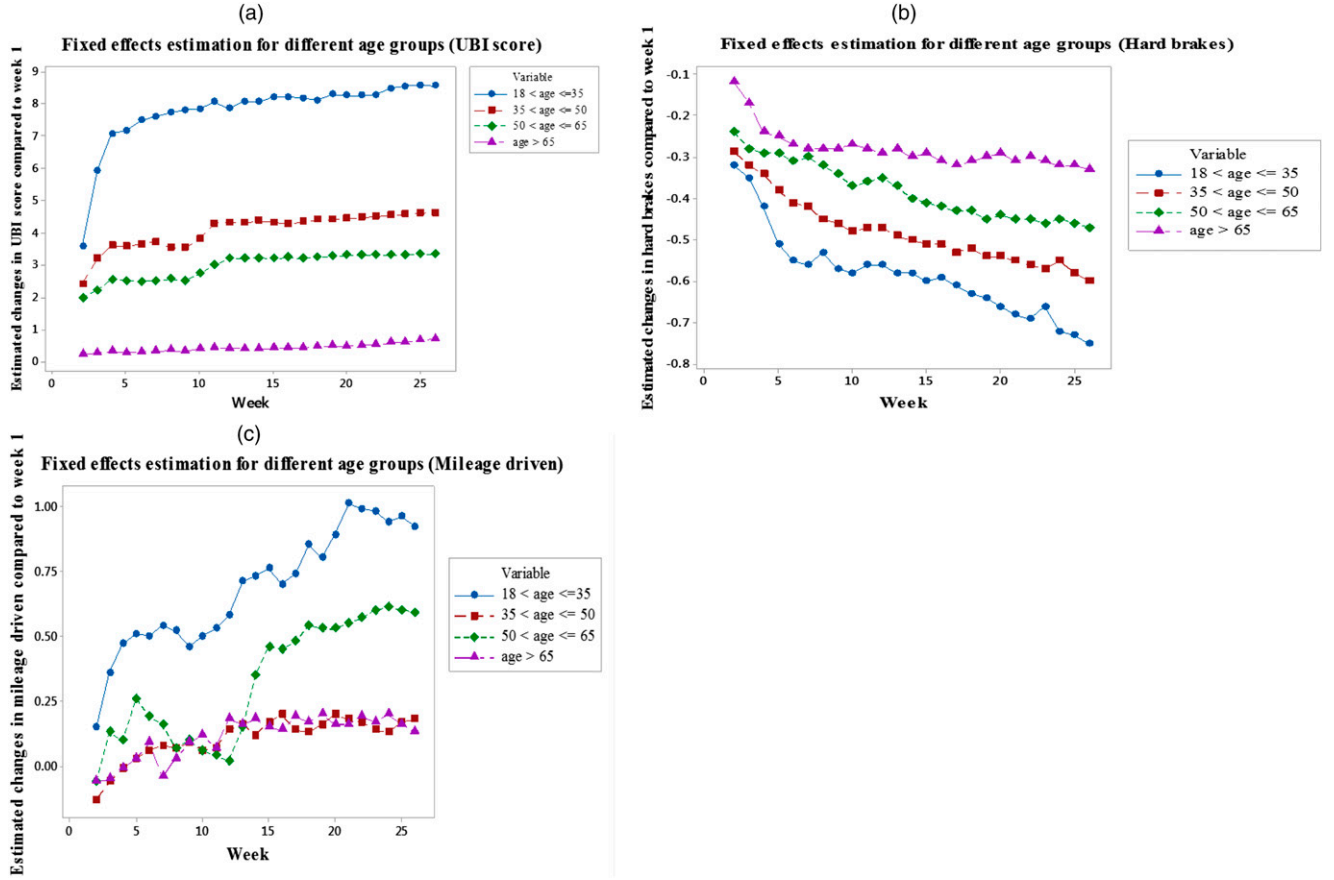 (a)
Fixed effects estimation for different age groups (UBI score)
Estimated changes in UBI score compared to week 1
9
8
7
6
5
4
3
2
1
0
0
5
10
15
20
25
Week
Variable
18 < age <=35
35 < age <= 50
50 < age <= 65
age > 65
(b)
Fixed effects estimation for different age groups (Hard brakes)
Estimated changes in hard brakes compared to week 1
-0.1
-0.2
-0.3
-0.4
-0.5
-0.6
-0.7
-0.8
0
5
10
15
20
25
Week
Variable
18 < age <= 35
35 < age <= 50
50 < age <= 65
age > 65
(c)
Fixed effects estimation for different age groups (Mileage driven)
Estimated changes in mileage driven compared to week 1
1.00
0.75
0.50
0.25
0.00
0
5
10
15
20
25
Week
Variable
18 < age <=35
35 < age <= 50
50 < age <= 65
age > 65